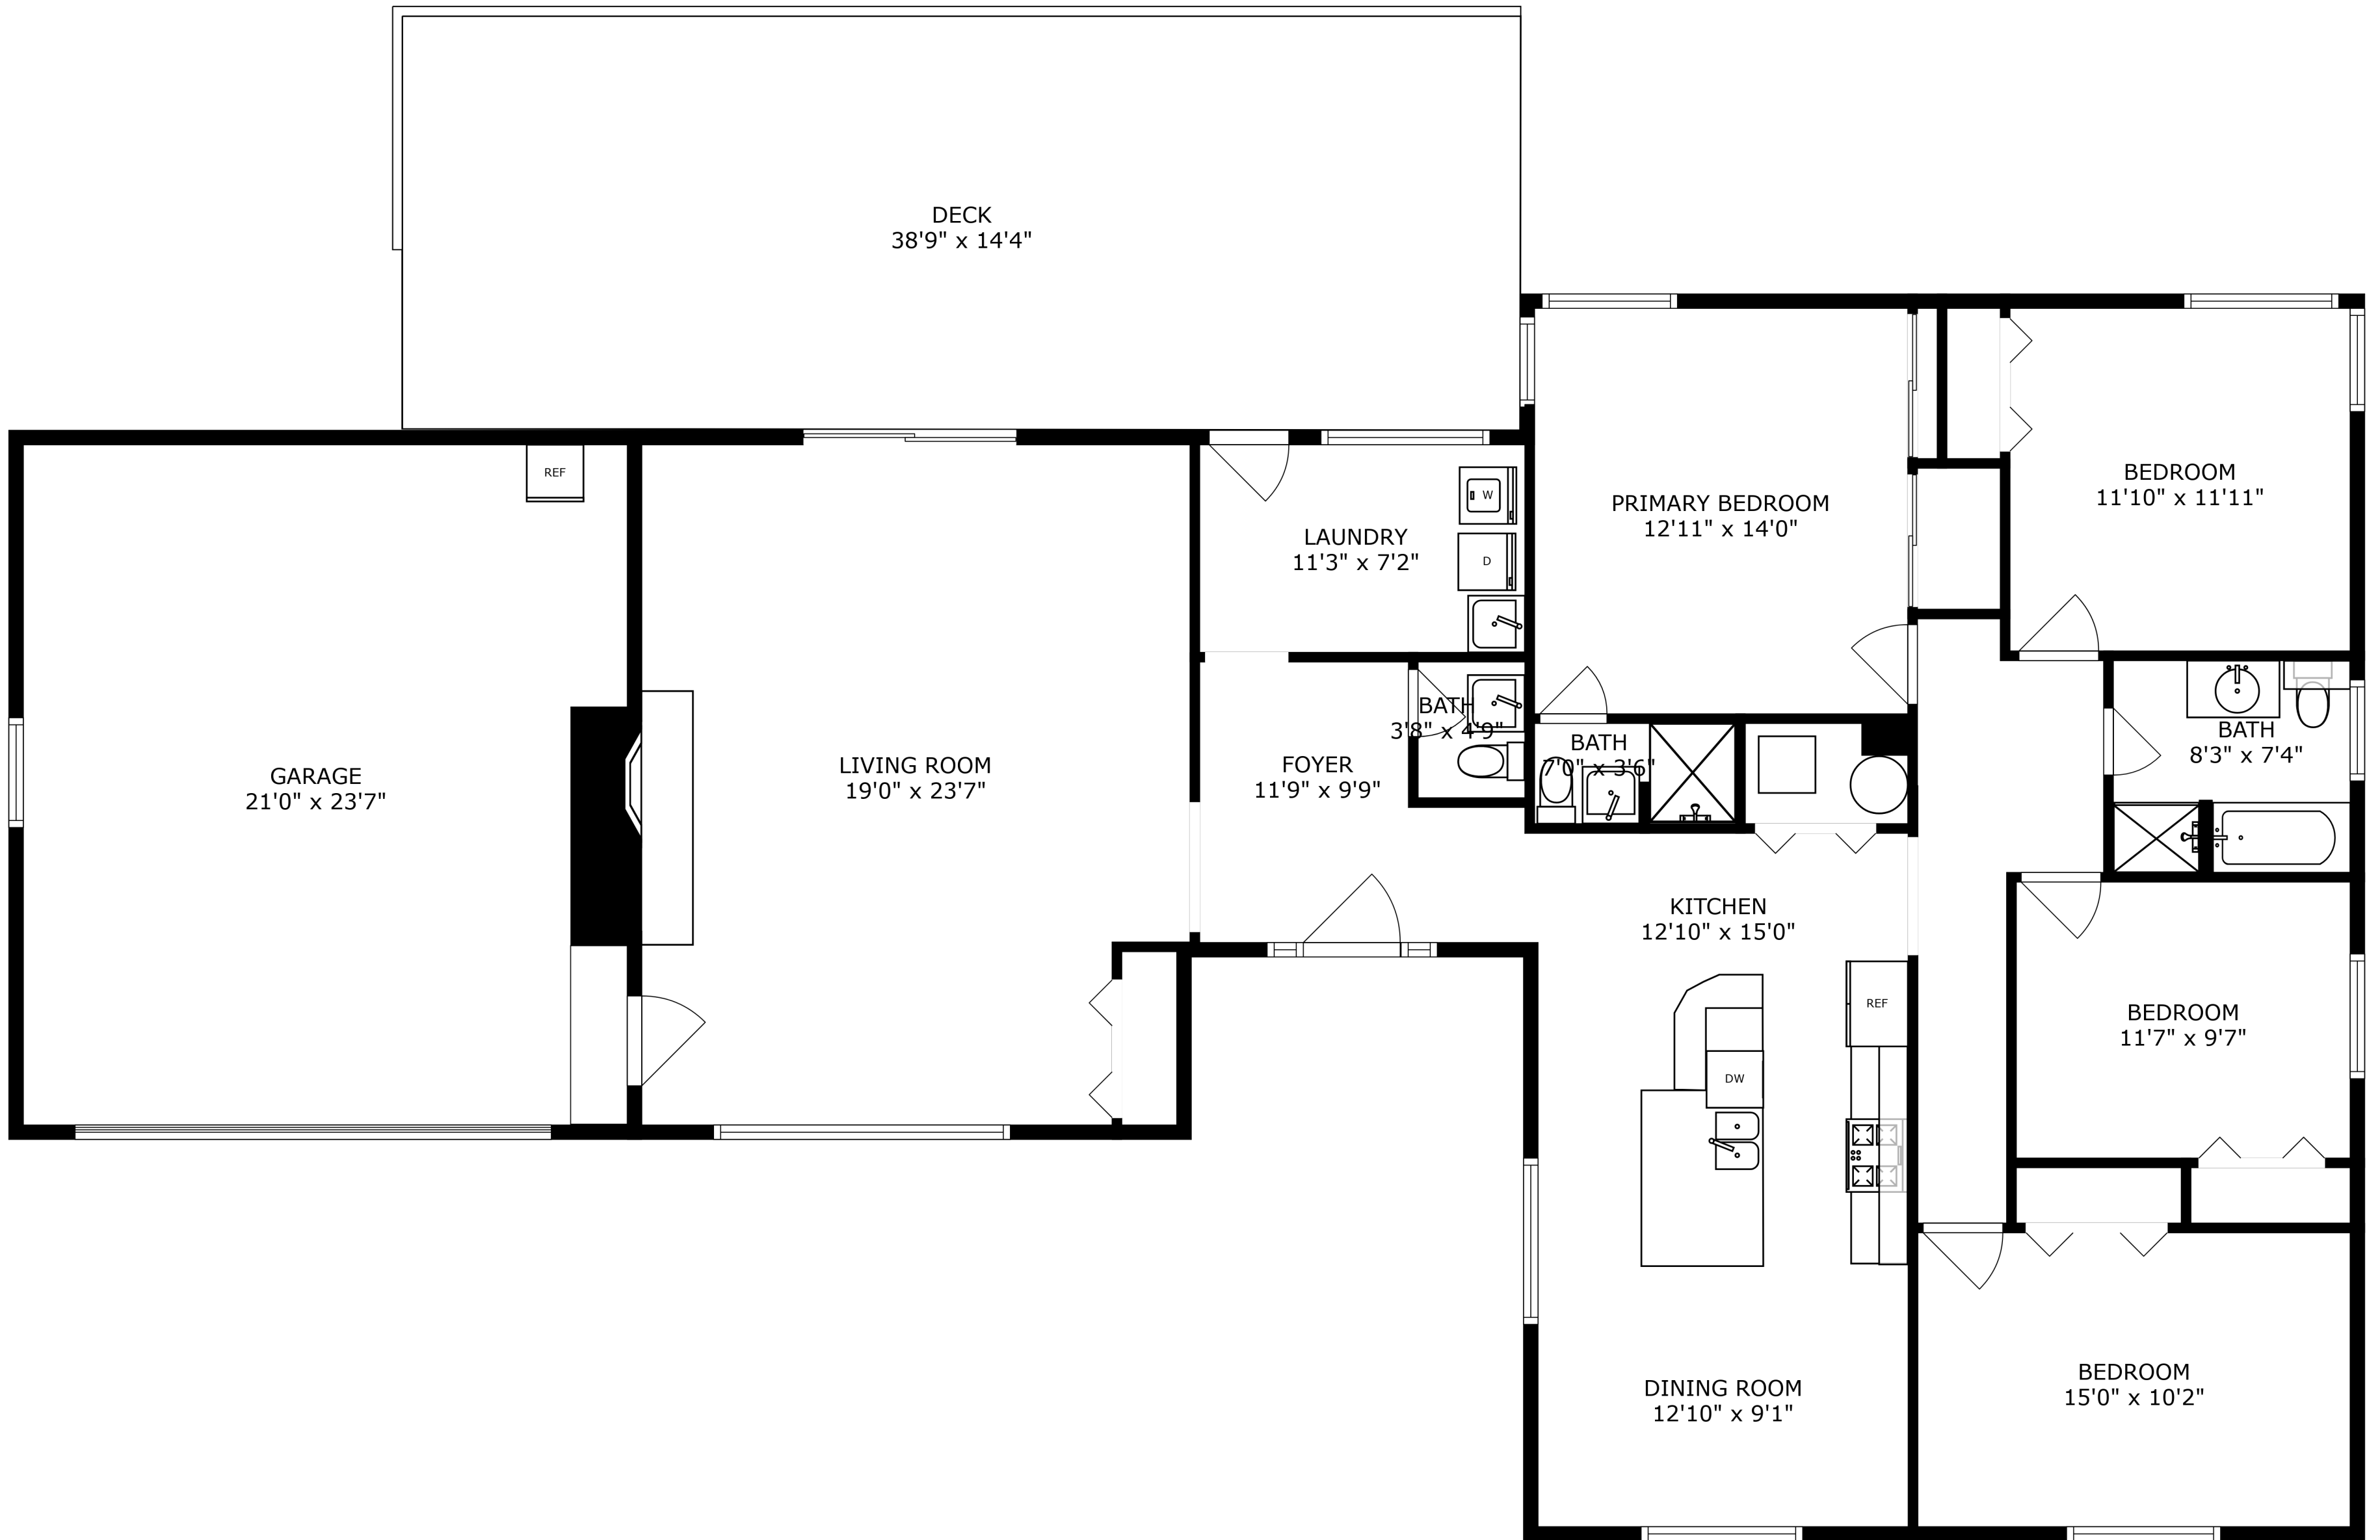 DECK
38'9" x 14'4"
REF
GARAGE
21'0" x 23'7"
LIVING ROOM
19'0" x 23'7"
LAUNDRY
11'3" x 7'2"
W
D
FOYER
11'9" x 9'9"
BATH
3'8" x 4'9"
PRIMARY BEDROOM
12'11" x 14'0"
BATH
7'0" x 3'6"
BEDROOM
11'10" x 11'11"
BATH
8'3" x 7'4"
KITCHEN
12'10" x 15'0"
REF
DW
BEDROOM
11'7" x 9'7"
DINING ROOM
12'10" x 9'1"
BEDROOM
15'0" x 10'2"